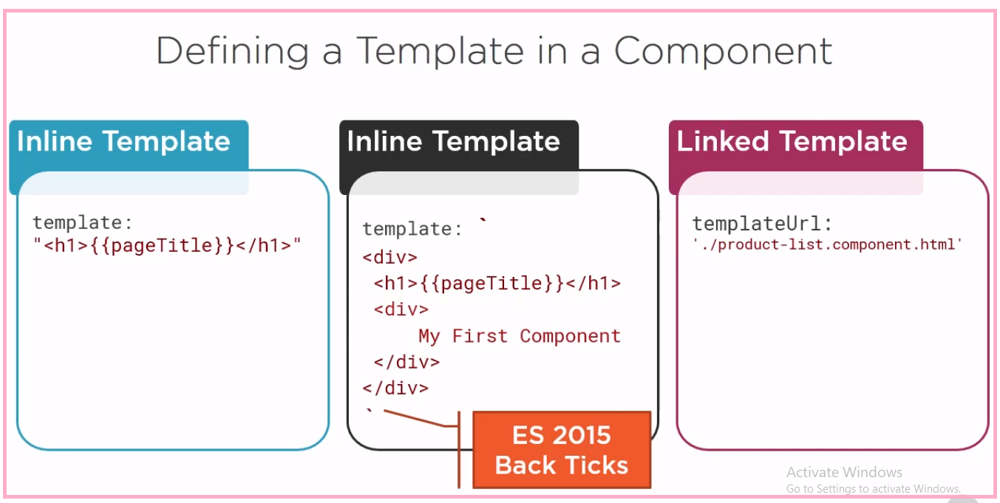 Defining a Template in a Component
Inline Template
template:
"<h1>{{pageTitle}}</h1>"
Inline Template
template: `
<div>
<h1>{{pageTitle}}</h1>
<div>
My First Component
</div>
</div>
`
ES 2015
Back Ticks
Linked Template
templateUrl:
'./product-list.component.html'
Activate Windows
Go to Settings to activate Windows.